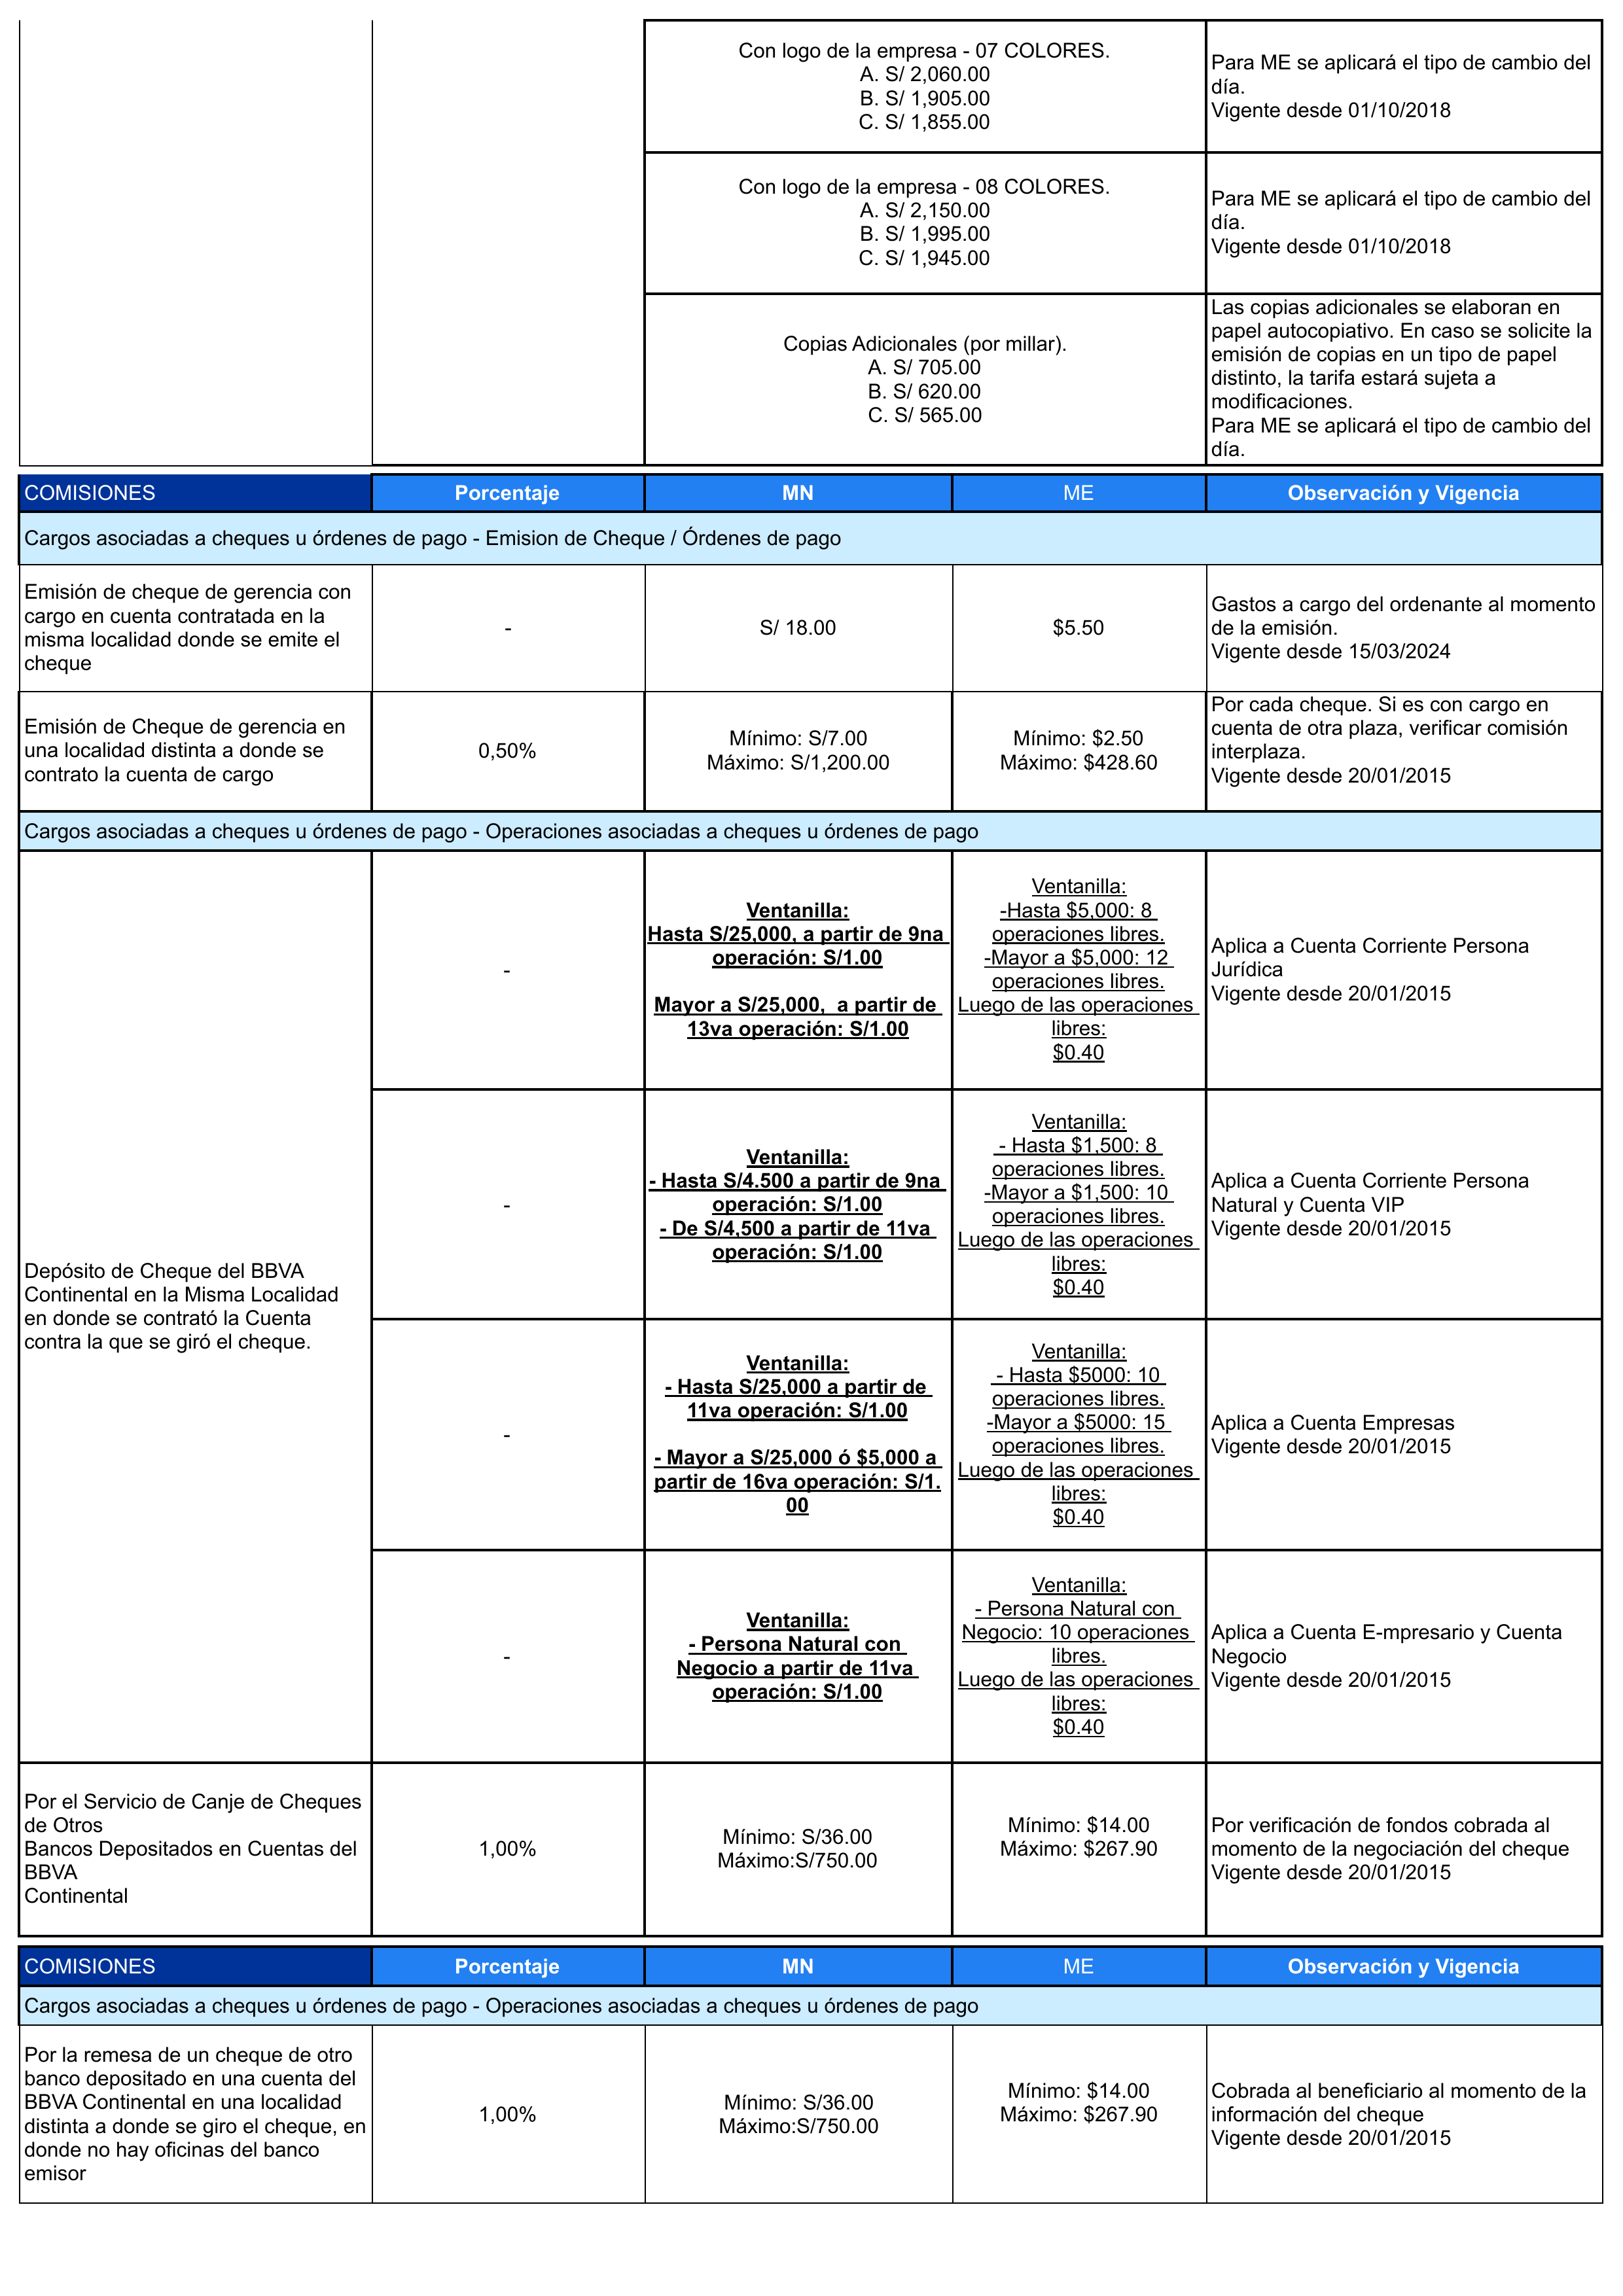 Con logo de la empresa - 07 COLORES.
A. S/ 2,060.00
B. S/ 1,905.00
C. S/ 1,855.00
Para ME se aplicará el tipo de cambio del
día.
Vigente desde 01/10/2018
Con logo de la empresa - 08 COLORES.
A. S/ 2,150.00
B. S/ 1,995.00
C. S/ 1,945.00
Para ME se aplicará el tipo de cambio del
día.
Vigente desde 01/10/2018
Copias Adicionales (por millar).
A. S/ 705.00
B. S/ 620.00
C. S/ 565.00
Las copias adicionales se elaboran en
papel autocopiativo. En caso se solicite la
emisión de copias en un tipo de papel
distinto, la tarifa estará sujeta a
modificaciones.
Para ME se aplicará el tipo de cambio del
día.
COMISIONES
Porcentaje
MN
ME
Observación y Vigencia
Cargos asociadas a cheques u órdenes de pago - Emision de Cheque / Órdenes de pago
Emisión de cheque de gerencia con
cargo en cuenta contratada en la
misma localidad donde se emite el
cheque
-
S/ 18.00
$5.50
Gastos a cargo del ordenante al momento
de la emisión.
Vigente desde 15/03/2024
Emisión de Cheque de gerencia en
una localidad distinta a donde se
contrato la cuenta de cargo
0,50%
Mínimo: S/7.00
Máximo: S/1,200.00
Mínimo: $2.50
Máximo: $428.60
Por cada cheque. Si es con cargo en
cuenta de otra plaza, verificar comisión
interplaza.
Vigente desde 20/01/2015
Cargos asociadas a cheques u órdenes de pago - Operaciones asociadas a cheques u órdenes de pago
Depósito de Cheque del BBVA
Continental en la Misma Localidad
en donde se contrató la Cuenta
contra la que se giró el cheque.
-
Ventanilla:
Hasta S/25,000, a partir de 9na
operación: S/1.00
Mayor a S/25,000,  a partir de
13va operación: S/1.00
Ventanilla:
-Hasta $5,000: 8
operaciones libres.
-Mayor a $5,000: 12
operaciones libres.
Luego de las operaciones
libres:
$0.40
Aplica a Cuenta Corriente Persona
Jurídica
Vigente desde 20/01/2015
-
Ventanilla:
- Hasta S/4.500 a partir de 9na
operación: S/1.00
- De S/4,500 a partir de 11va
operación: S/1.00
Ventanilla:
- Hasta $1,500: 8
operaciones libres.
-Mayor a $1,500: 10
operaciones libres.
Luego de las operaciones
libres:
$0.40
Aplica a Cuenta Corriente Persona
Natural y Cuenta VIP
Vigente desde 20/01/2015
-
Ventanilla:
- Hasta S/25,000 a partir de
11va operación: S/1.00
- Mayor a S/25,000 ó $5,000 a
partir de 16va operación: S/1.
00
Ventanilla:
- Hasta $5000: 10
operaciones libres.
-Mayor a $5000: 15
operaciones libres.
Luego de las operaciones
libres:
$0.40
Aplica a Cuenta Empresas
Vigente desde 20/01/2015
-
Ventanilla:
- Persona Natural con
Negocio a partir de 11va
operación: S/1.00
Ventanilla:
- Persona Natural con
Negocio: 10 operaciones
libres.
Luego de las operaciones
libres:
$0.40
Aplica a Cuenta E-mpresario y Cuenta
Negocio
Vigente desde 20/01/2015
Por el Servicio de Canje de Cheques
de Otros
Bancos Depositados en Cuentas del
BBVA
Continental
1,00%
Mínimo: S/36.00
Máximo:S/750.00
Mínimo: $14.00
Máximo: $267.90
Por verificación de fondos cobrada al
momento de la negociación del cheque
Vigente desde 20/01/2015
COMISIONES
Porcentaje
MN
ME
Observación y Vigencia
Cargos asociadas a cheques u órdenes de pago - Operaciones asociadas a cheques u órdenes de pago
Por la remesa de un cheque de otro
banco depositado en una cuenta del
BBVA Continental en una localidad
distinta a donde se giro el cheque, en
donde no hay oficinas del banco
emisor
1,00%
Mínimo: S/36.00
Máximo:S/750.00
Mínimo: $14.00
Máximo: $267.90
Cobrada al beneficiario al momento de la
información del cheque
Vigente desde 20/01/2015